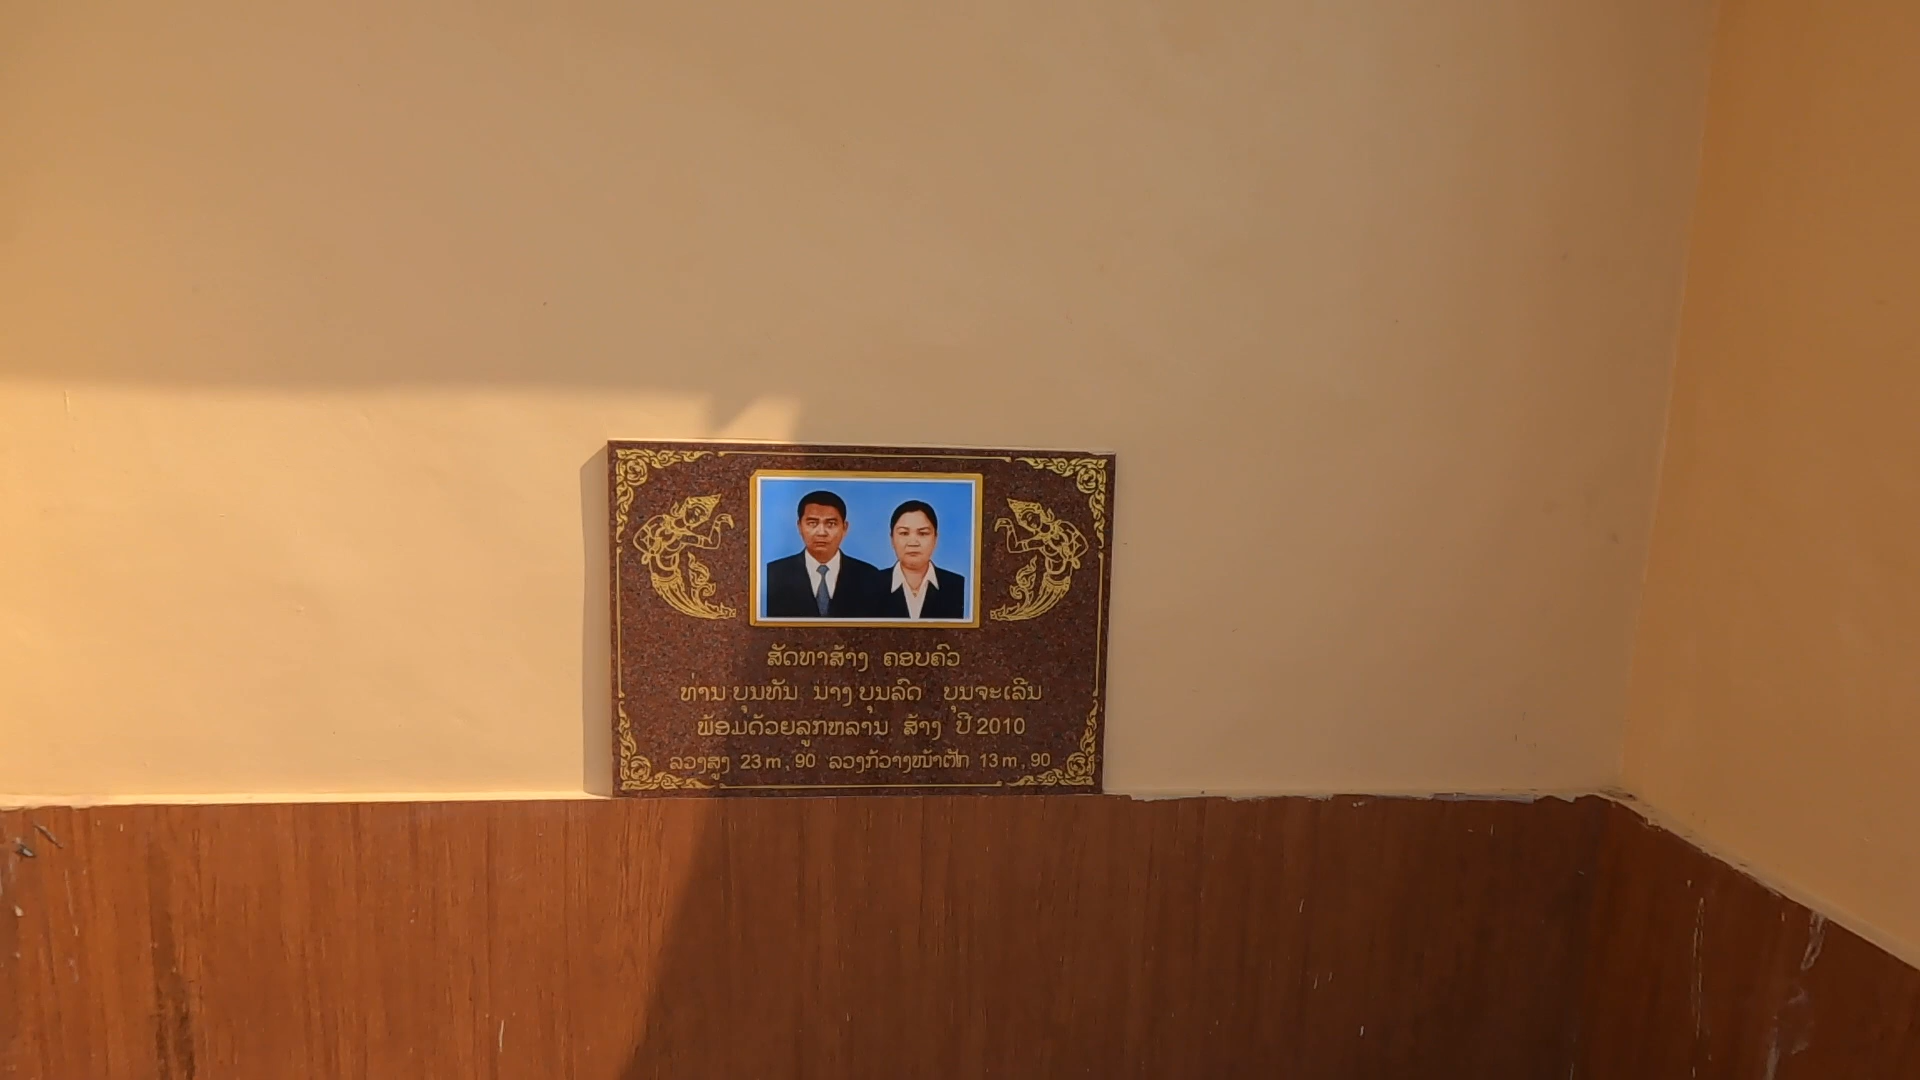 ສັດທາສ້າງ ຄອບຄົວ
ທ່ານ ບຸນທັນ ນາງ ບຸນລົດ ບຸນຈະເລີນ
ພ້ອມດ້ວຍລູກຫລານ ສ້າງ ປີ 2010
ລວງສູງ 23 m , 90 ລວງກ້ວາງໜ້າຕັກ 13 m , 90